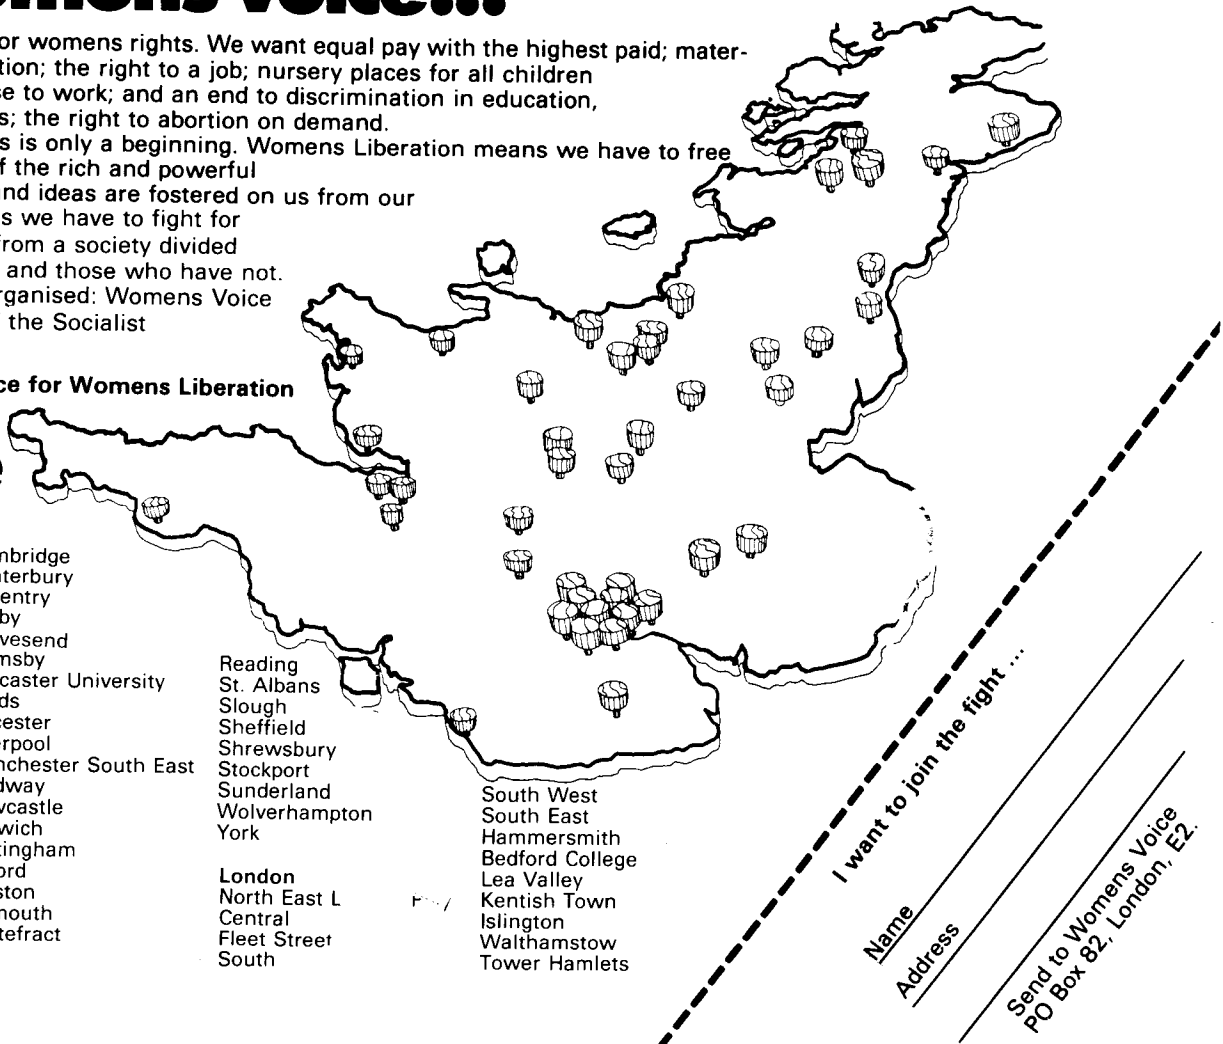 omens voice...
or womens rights. We want equal pay with the highest paid; mater-
tion; the right to a job; nursery places for all children
se to work; and an end to discrimination in education,
s; the right to abortion on demand.
s is only a beginning. Womens Liberation means we have to free
f the rich and powerful
nd ideas are fostered on us from our
s we have to fight for
from a society divided
and those who have not.
rganised: Womens Voice
the Socialist
ce for Womens Liberation
e
nbridge
terbury
entry
by
vesend
msby
caster University
ds
cester
erpool
nchester South East
dway
vcastle
wich
tingham
ord
ston
nouth
tefract
Reading
St. Albans
Slough
Sheffield
Shrewsbury
Stockport
Sunderland
Wolverhampton
York
London
North East L
Central
Fleet Street
South
South West
South East
Hammersmith
Bedford College
Lea Valley
Kentish Town
Islington
Walthamstow
Tower Hamlets
I want to join the fight ...
Name
Address
Send to Womens Voice
PO Box 82, London, E2.